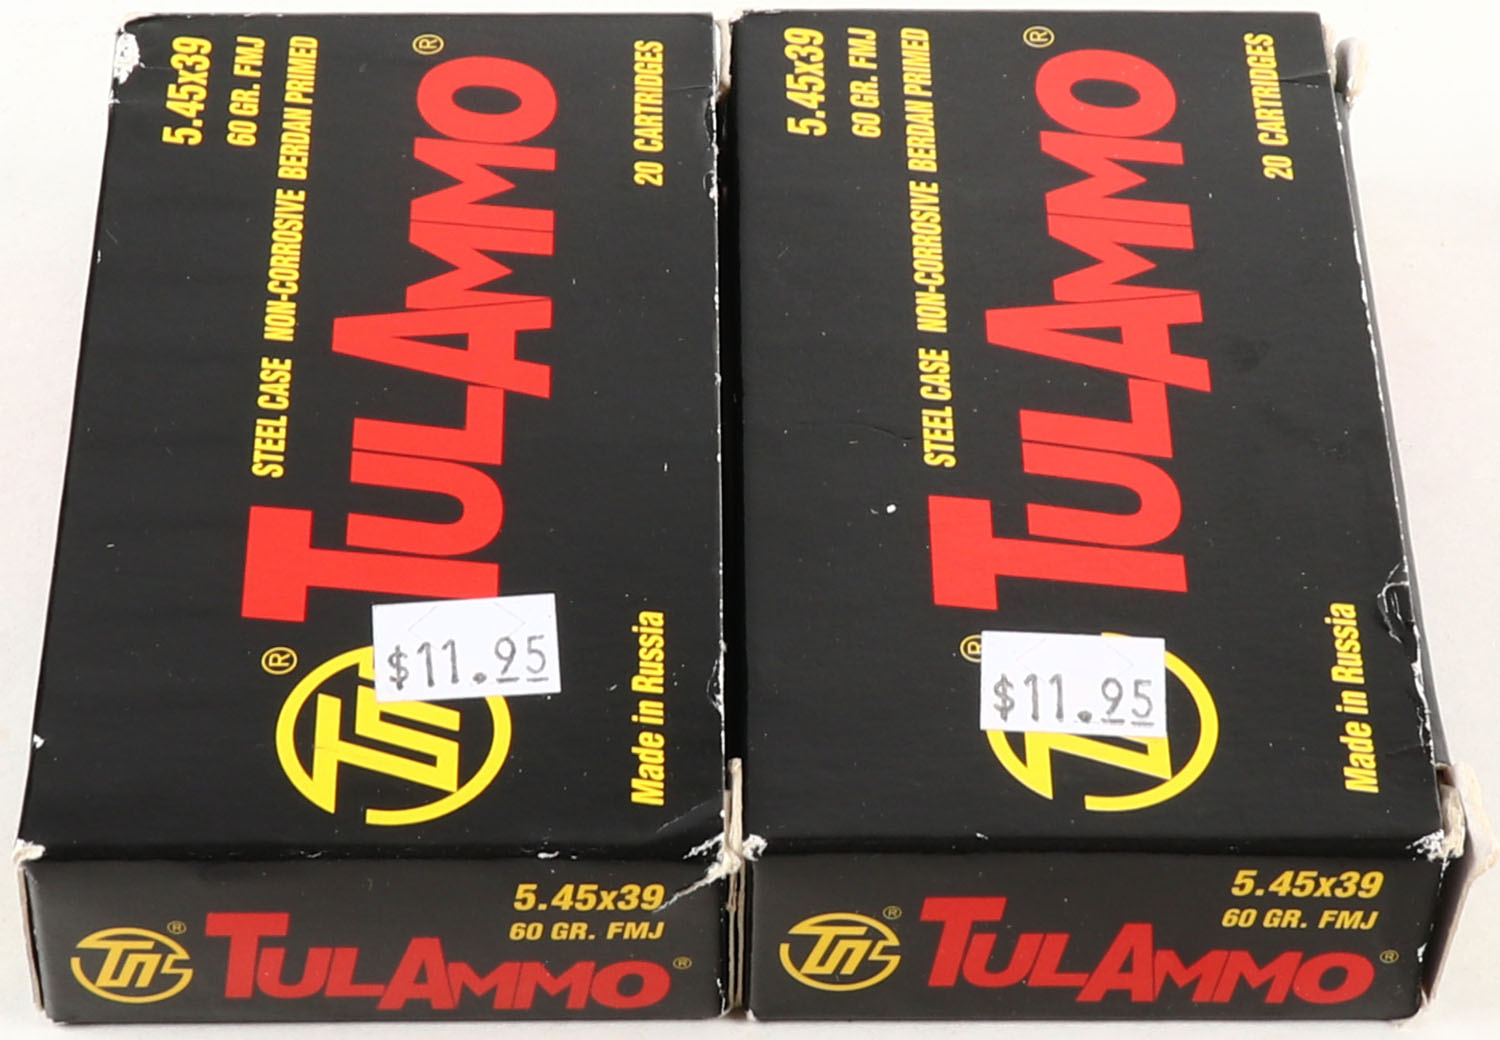 5.45x39
60 GR. FMJ
STEEL CASE NON-CORROSIVE BERDAN PRIMED
TULAMMO®
20 CARTRIDGES
®
$11.95
Made in Russia
5.45x39
60 GR. FMJ
®
TULAMMO®
5.45x39
60 GR. FMJ
STEEL CASE NON-CORROSIVE BERDAN PRIMED
TULAMMO®
20 CARTRIDGES
®
$11.95
Made in Russia
5.45x39
60 GR. FMJ
®
TULAMMO®